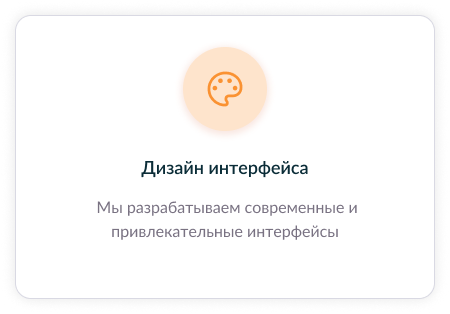 Дизайн интерфейса
Мы разрабатываем современные и
привлекательные интерфейсы